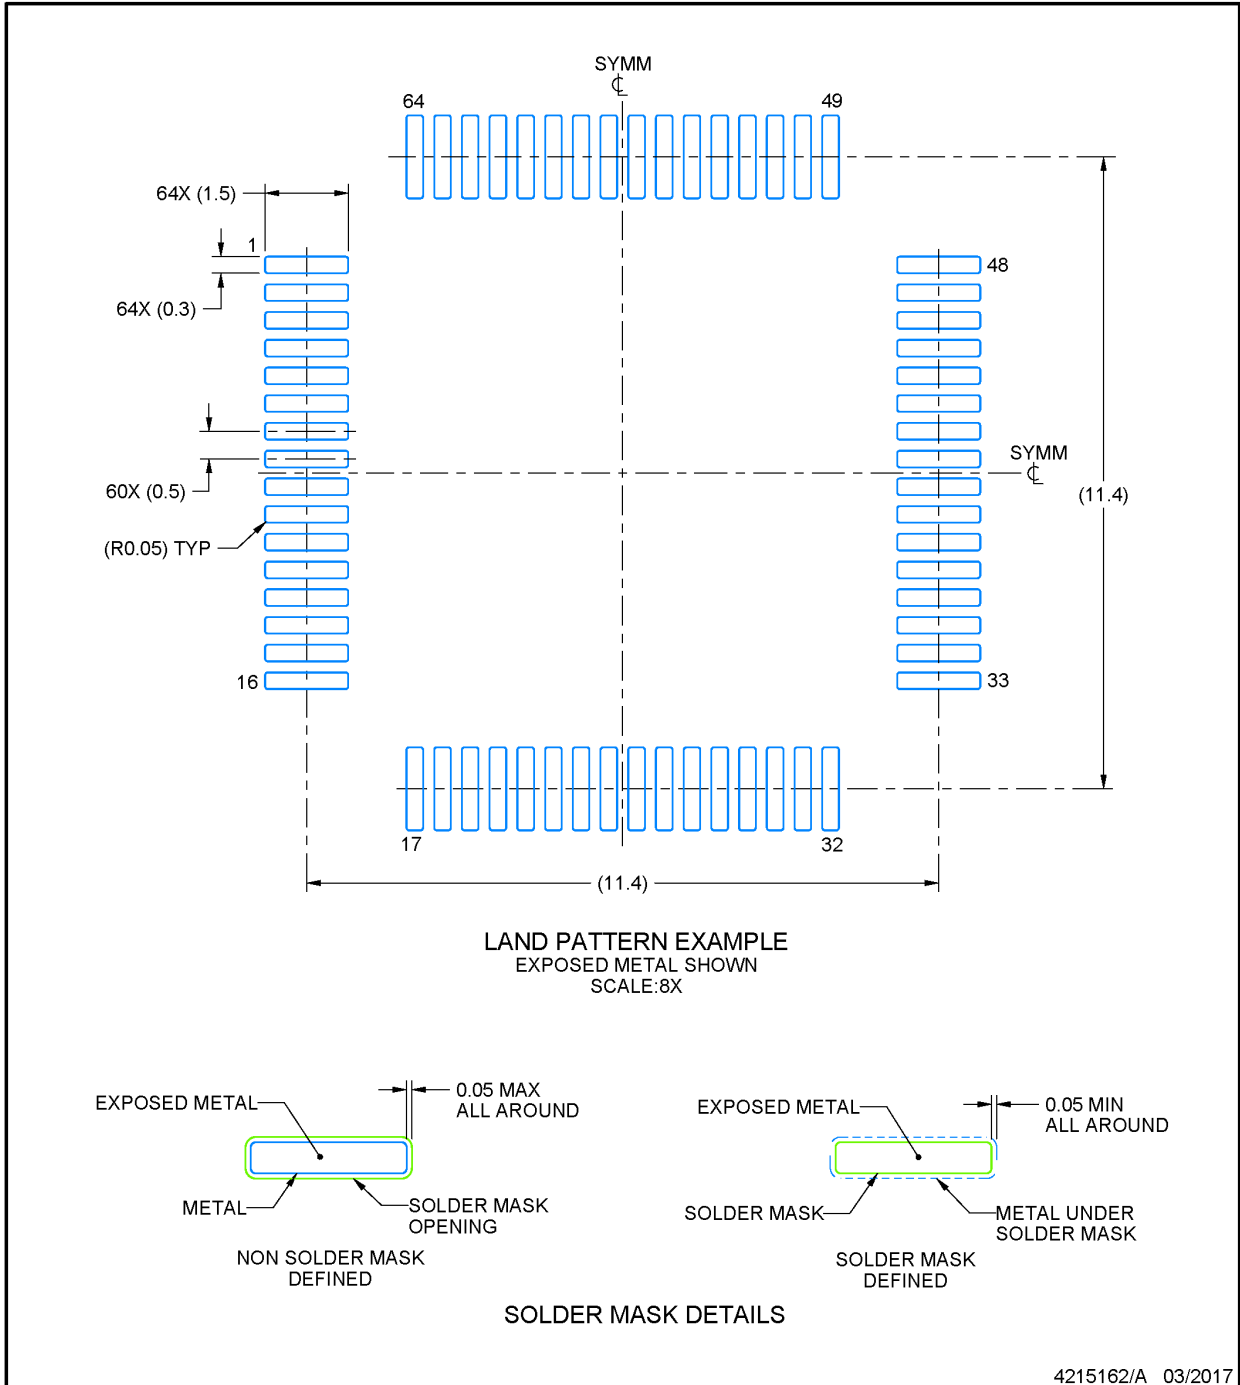 SYMM
℄
64
49
64X (1.5)
1
48
64X (0.3)
SYMM
℄
60X (0.5)
(11.4)
(R0.05) TYP
16
33
17
32
(11.4)
LAND PATTERN EXAMPLE
EXPOSED METAL SHOWN
SCALE:8X
0.05 MAX
ALL AROUND
EXPOSED METAL
METAL
SOLDER MASK
OPENING
NON SOLDER MASK
DEFINED
0.05 MIN
ALL AROUND
EXPOSED METAL
SOLDER MASK
METAL UNDER
SOLDER MASK
SOLDER MASK
DEFINED
SOLDER MASK DETAILS
4215162/A 03/2017